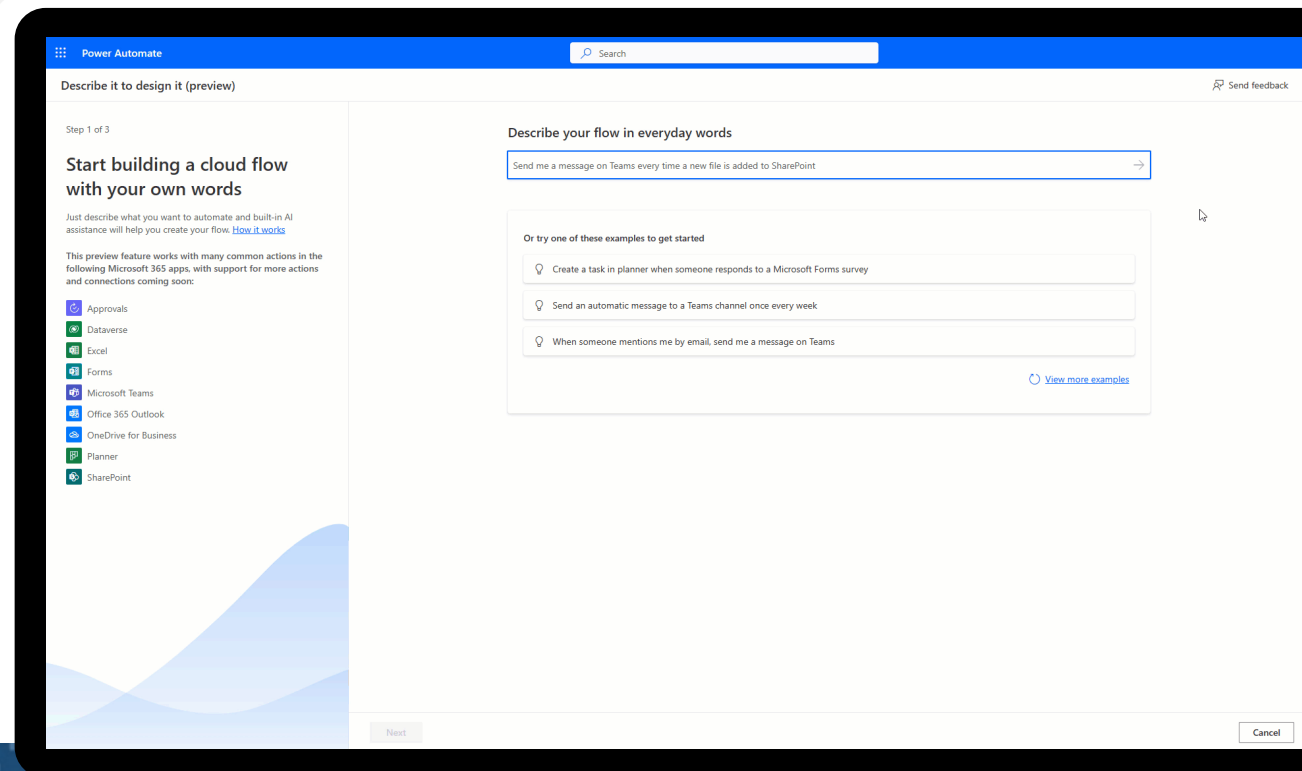 Power Automate
Search
Describe it to design it (preview)
Send feedback
Step 1 of 3
Start building a cloud flow
with your own words
Just describe what you want to automate and built-in AI
assistance will help you create your flow. How it works
This preview feature works with many common actions in the
following Microsoft 365 apps, with support for more actions
and connections coming soon:
Approvals
Dataverse
Excel
Forms
Microsoft Teams
Office 365 Outlook
OneDrive for Business
Planner
SharePoint
Describe your flow in everyday words
Send me a message on Teams every time a new file is added to SharePoint
Or try one of these examples to get started
Create a task in planner when someone responds to a Microsoft Forms survey
Send an automatic message to a Teams channel once every week
When someone mentions me by email, send me a message on Teams
View more examples
Next
Cancel